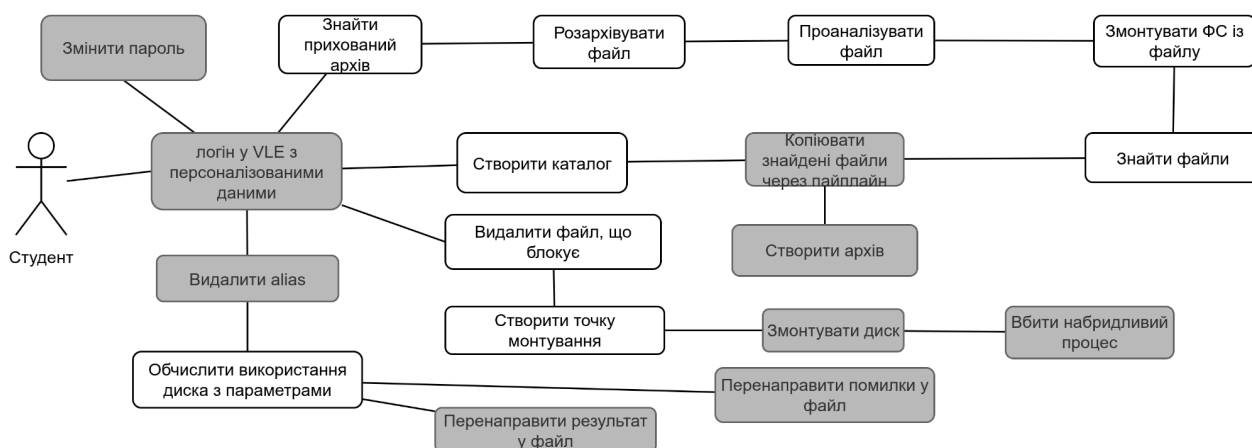 Змінити пароль
Знайти
прихований
архів
Розархівувати
файл
Проаналізувати
файл
Змонтувати ФС із
файлу
Студент
логін у VLE з
персоналізованими
даними
Створити каталог
Копіювати
знайдені файли
через пайплайн
Знайти файли
Видалити файл, що
блокує
Створити архів
Видалити alias
Створити точку
монтування
Змонтувати диск
Вбити набридливий
процес
Обчислити використання
диска з параметрами
Перенаправити помилки у
файл
Перенаправити результат
у файл